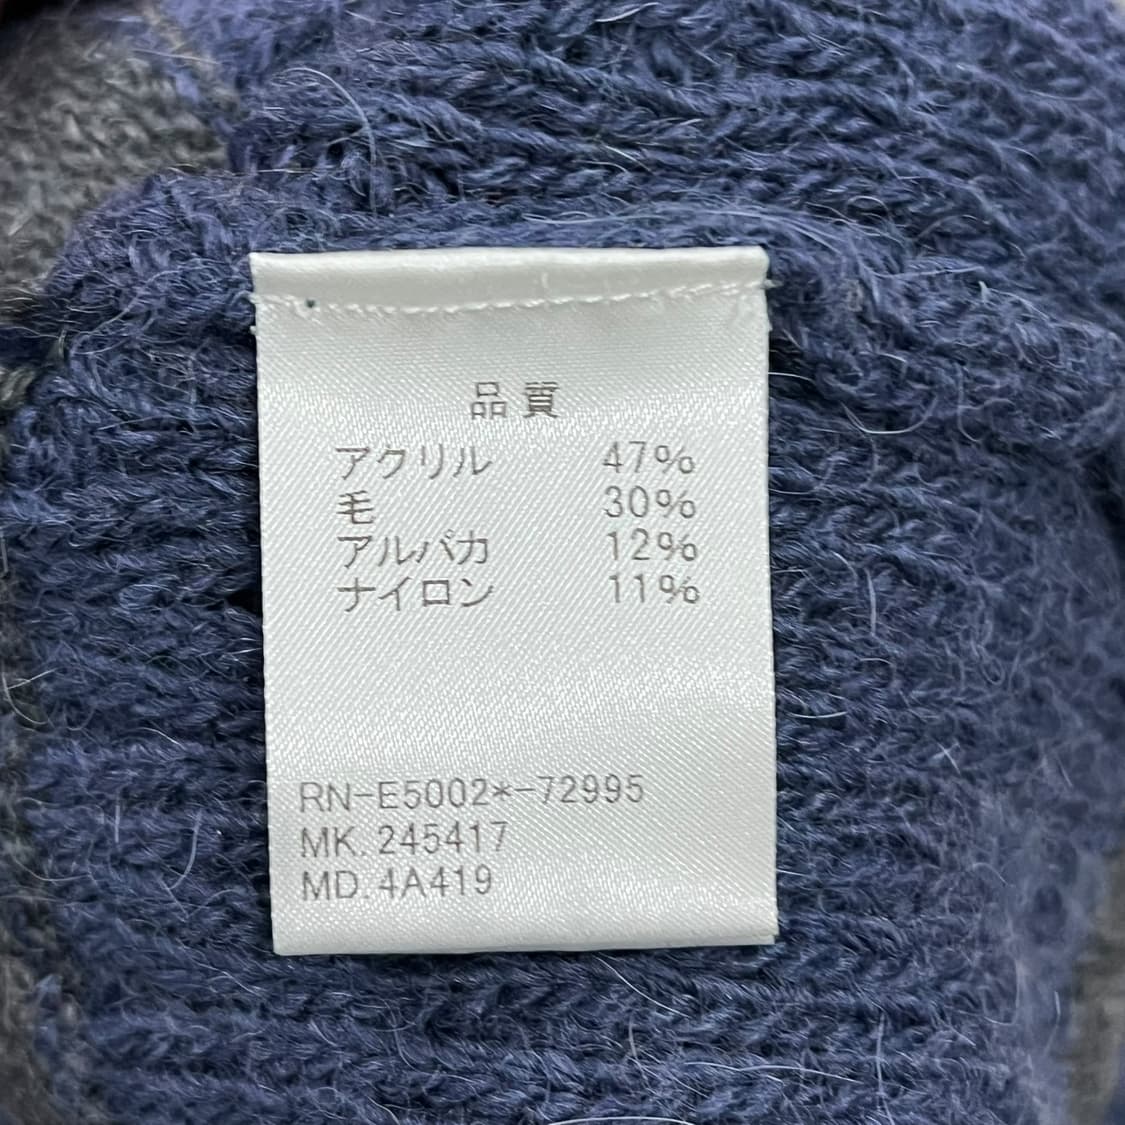 品質
アクリル 47%
毛 30%
アルパカ 12%
ナイロン 11%
RN-E5002*-72995
MK. 245417
MD.4A419